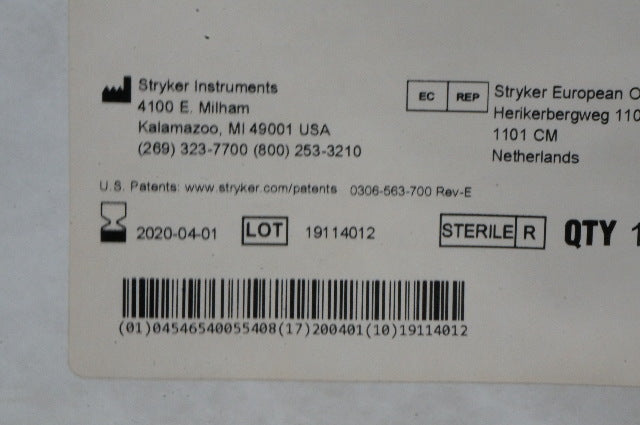 Stryker Instruments
4100 E. Milham
Kalamazoo, MI 49001 USA
(269) 323-7700 (800) 253-3210
EC REP
Stryker European O
Herikerbergweg 110
1101 CM
Netherlands
U.S. Patents: www.stryker.com/patents 0306-563-700 Rev-E
2020-04-01 LOT 19114012 STERILE R QTY 1
(01)04546540055408(17)200401(10)19114012